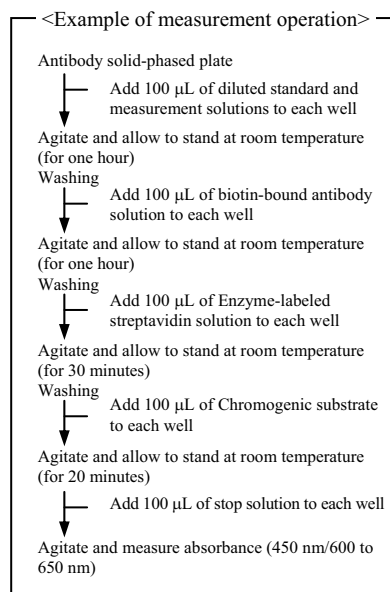 <Example of measurement operation>
Antibody solid-phased plate
Add 100 μL of diluted standard and
measurement solutions to each well
Agitate and allow to stand at room temperature
(for one hour)
Washing
Add 100 μL of biotin-bound antibody
solution to each well
Agitate and allow to stand at room temperature
(for one hour)
Washing
Add 100 μL of Enzyme-labeled
streptavidin solution to each well
Agitate and allow to stand at room temperature
(for 30 minutes)
Washing
Add 100 μL of Chromogenic substrate
to each well
Agitate and allow to stand at room temperature
(for 20 minutes)
Add 100 μL of stop solution to each well
Agitate and measure absorbance (450 nm/600 to
650 nm)